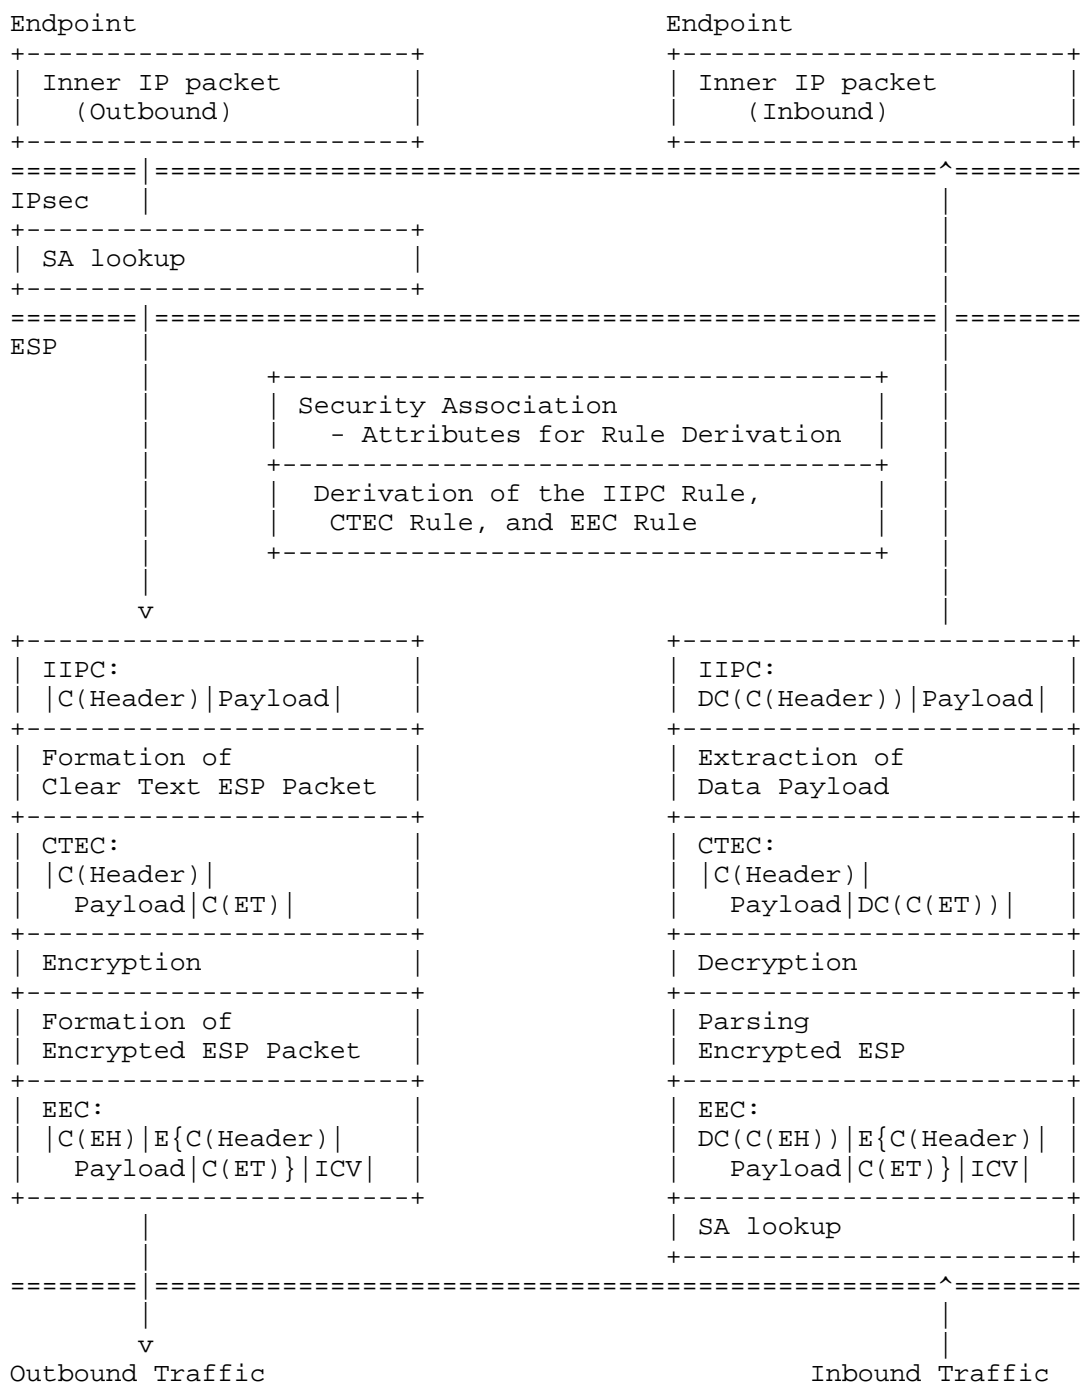 Endpoint                                 Endpoint
+------------------------+               +------------------------+
| Inner IP packet        |               | Inner IP packet        |
|   (Outbound)           |               |    (Inbound)           |
+------------------------+               +------------------------+
========|=================================================^========
IPsec   |                                                 |
+------------------------+                                |
| SA lookup              |                                |
+------------------------+                                |
========|=================================================|========
ESP     |                                                 |
        |       +-------------------------------------+   |
        |       | Security Association                |   |
        |       |   - Attributes for Rule Derivation  |   |
        |       +-------------------------------------+   |
        |       |  Derivation of the IIPC Rule,       |   |
        |       |   CTEC Rule, and EEC Rule           |   |
        |       +-------------------------------------+   |
        |                                                 |
        v                                                 |
+------------------------+               +------------------------+
| IIPC:                  |               | IIPC:                  |
| |C(Header)|Payload|    |               | DC(C(Header))|Payload| |
+------------------------+               +------------------------+
| Formation of           |               | Extraction of          |
| Clear Text ESP Packet  |               | Data Payload           |
+------------------------+               +------------------------+
| CTEC:                  |               | CTEC:                  |
| |C(Header)|            |               | |C(Header)|            |
|   Payload|C(ET)|       |               |   Payload|DC(C(ET))|   |
+------------------------+               +------------------------+
| Encryption             |               | Decryption             |
+------------------------+               +------------------------+
| Formation of           |               | Parsing                |
| Encrypted ESP Packet   |               | Encrypted ESP          |
+------------------------+               +------------------------+
| EEC:                   |               | EEC:                   |
| |C(EH)|E{C(Header)|    |               | DC(C(EH))|E{C(Header)| |
|   Payload|C(ET)}|ICV|  |               |   Payload|C(ET)}|ICV|  |
+------------------------+               +------------------------+
        |                                | SA lookup              |
        |                                +------------------------+
========|=================================================^========
        |                                                 |
        v                                                 |
Outbound Traffic                                  Inbound Traffic